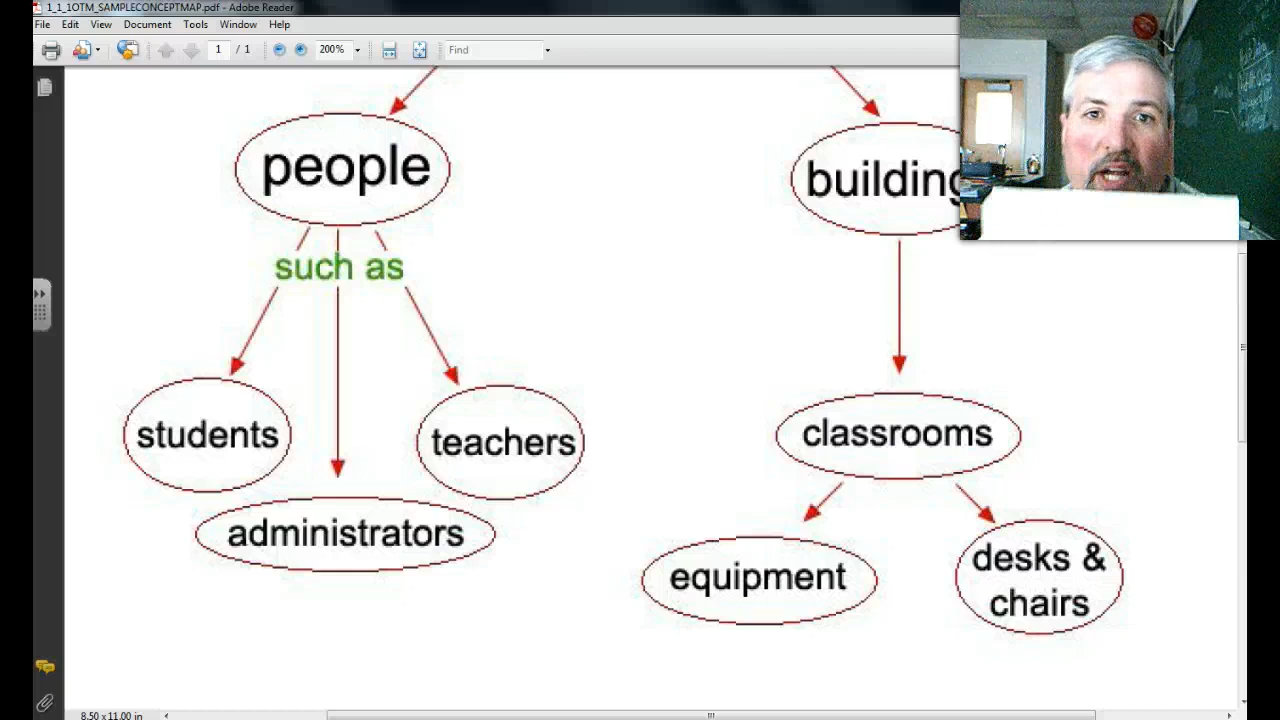 1_1_1OTM_SAMPLECONCEPTMAP.pdf - Adobe Reader
File Edit View Document Tools Window Help
1 / 1 200% Find
people
building
such as
students
teachers
classrooms
administrators
equipment
desks &
chairs
8.50 x 11.00 in